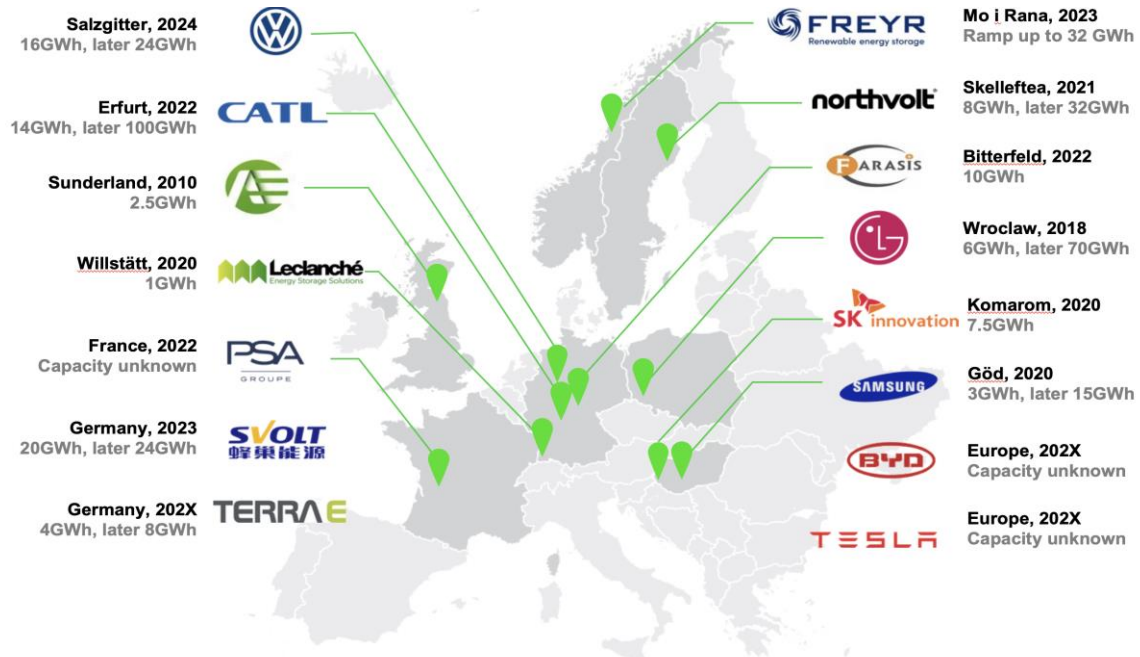 Salzgitter, 2024
16GWh, later 24GWh
Erfurt, 2022
14GWh, later 100GWh
CATL
Sunderland, 2010
2.5GWh
AE
Willstätt, 2020
1GWh
Leclanché
Energy Storage Solutions
France, 2022
Capacity unknown
PSA
GROUPE
Germany, 2023
20GWh, later 24GWh
SVOLT
蜂巢能源
Germany, 202X
4GWh, later 8GWh
TERRA E
FREYR
Renewable energy storage
Mo i Rana, 2023
Ramp up to 32 GWh
northvolt
Skelleftea, 2021
8GWh, later 32GWh
FARASIS
Bitterfeld, 2022
10GWh
LG
Wroclaw, 2018
6GWh, later 70GWh
SK innovation
Komarom, 2020
7.5GWh
SAMSUNG
Göd, 2020
3GWh, later 15GWh
BYD
Europe, 202X
Capacity unknown
TESLA
Europe, 202X
Capacity unknown